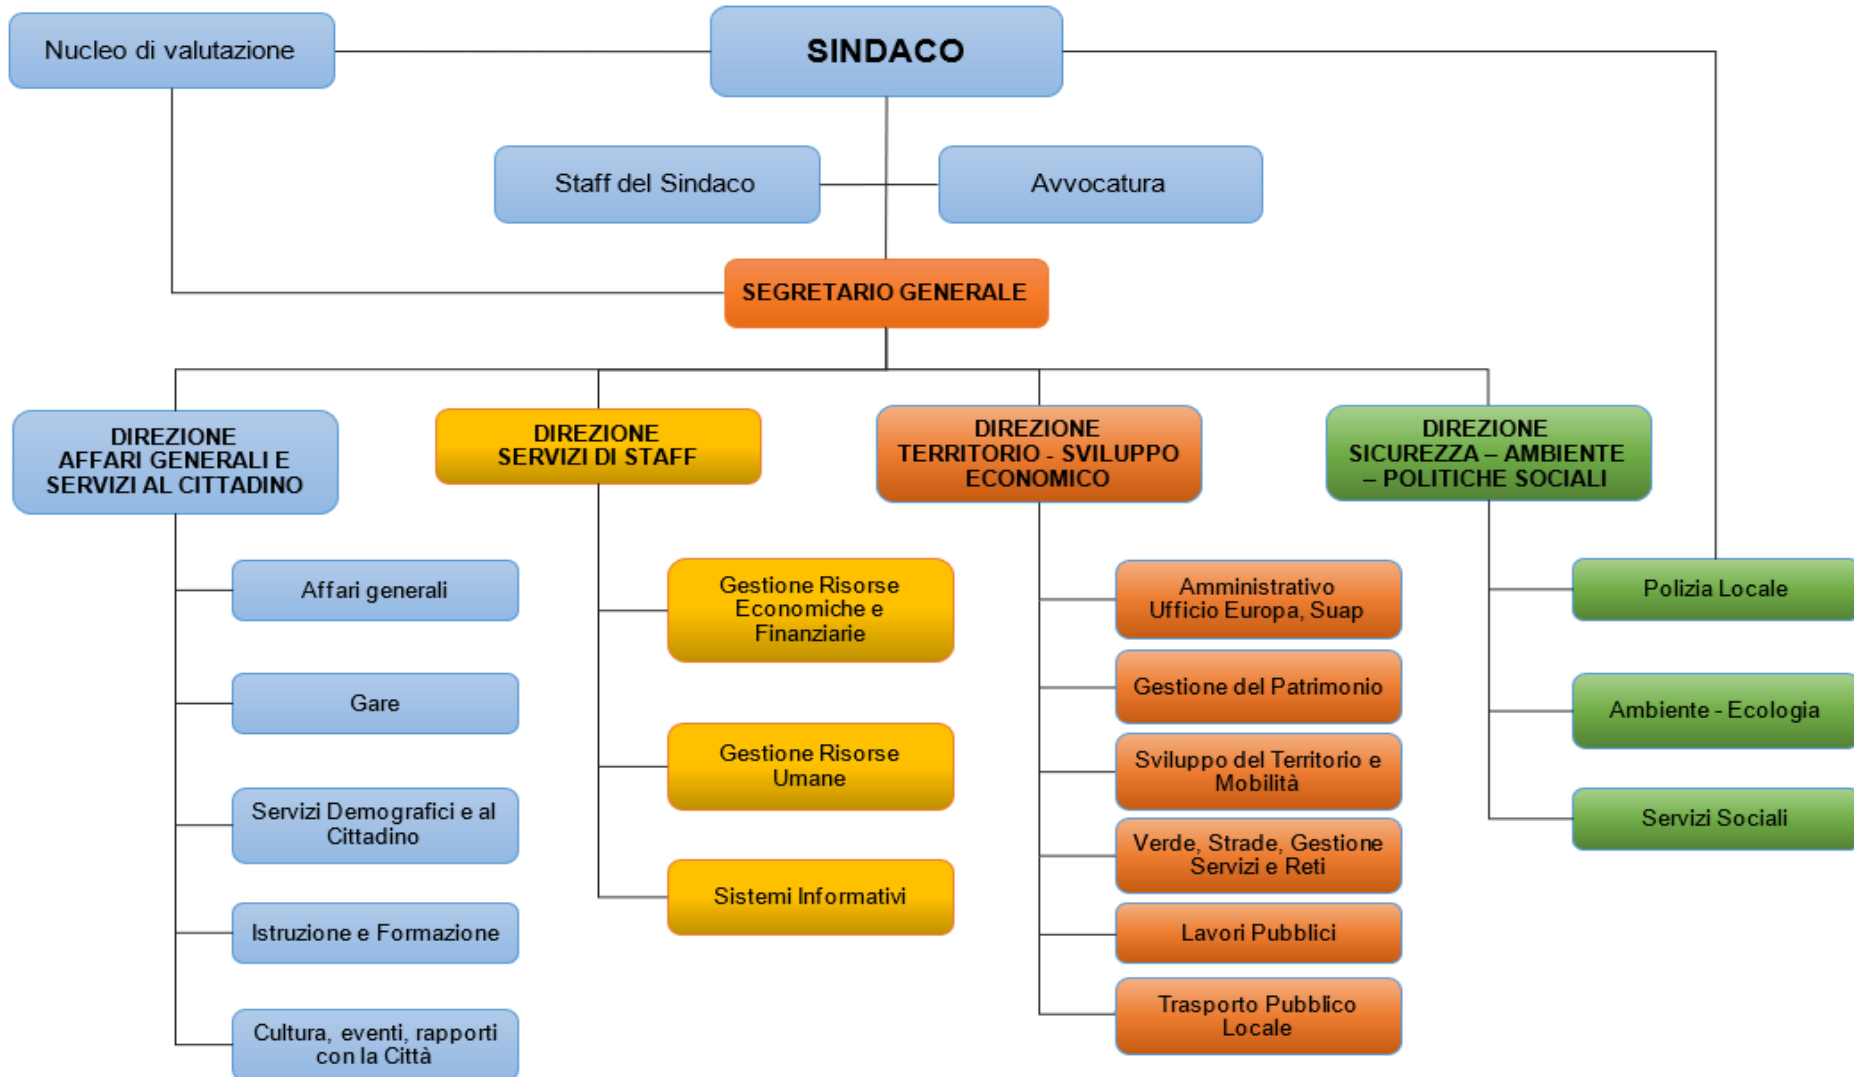 Nucleo di valutazione
SINDACO
Staff del Sindaco
Avvocatura
SEGRETARIO GENERALE
DIREZIONE
AFFARI GENERALI E
SERVIZI AL CITTADINO
DIREZIONE
SERVIZI DI STAFF
DIREZIONE
TERRITORIO - SVILUPPO
ECONOMICO
DIREZIONE
SICUREZZA – AMBIENTE
– POLITICHE SOCIALI
Affari generali
Gare
Servizi Demografici e al
Cittadino
Istruzione e Formazione
Cultura, eventi, rapporti
con la Città
Gestione Risorse
Economiche e
Finanziarie
Gestione Risorse
Umane
Sistemi Informativi
Amministrativo
Ufficio Europa, Suap
Gestione del Patrimonio
Sviluppo del Territorio e
Mobilità
Verde, Strade, Gestione
Servizi e Reti
Lavori Pubblici
Trasporto Pubblico
Locale
Polizia Locale
Ambiente - Ecologia
Servizi Sociali